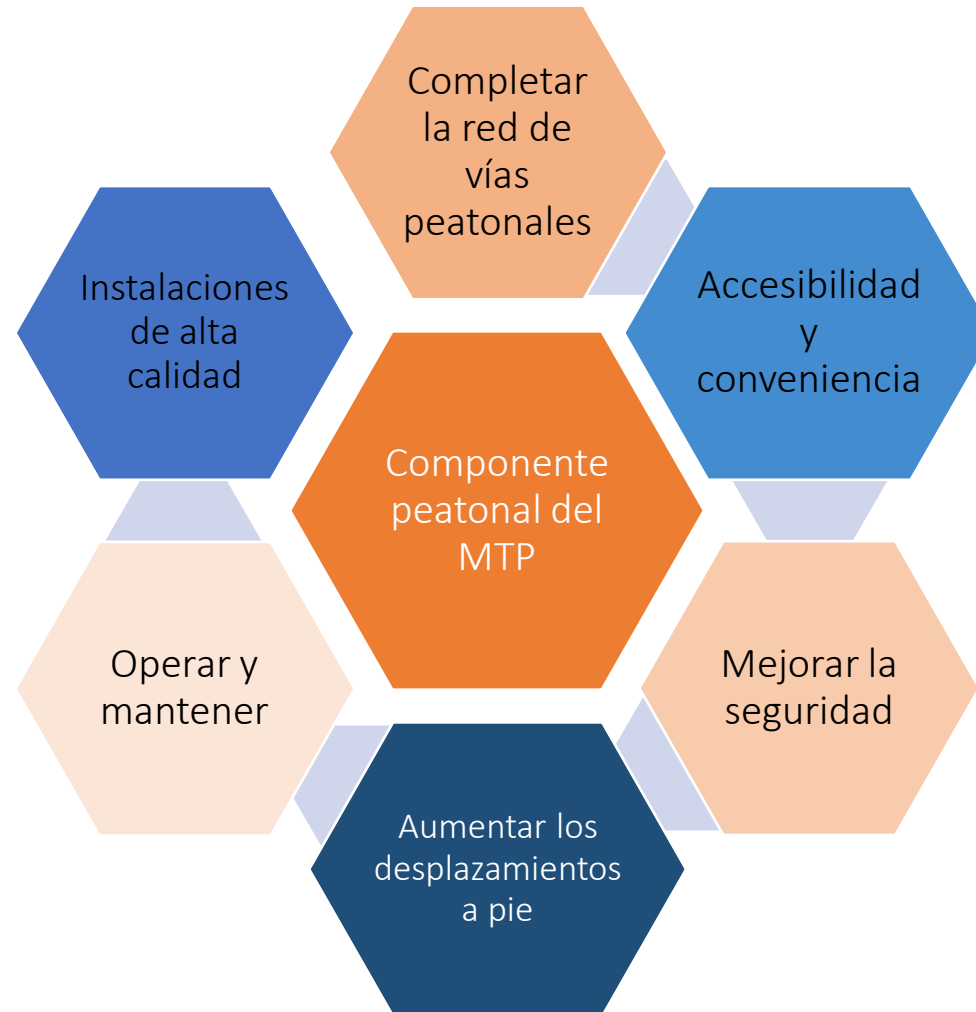 Completar
la red de
vías
peatonales
Accesibilidad
y
conveniencia
Mejorar la
seguridad
Aumentar los
desplazamientos
a pie
Operar y
mantener
Instalaciones
de alta
calidad
Componente
peatonal del
MTP